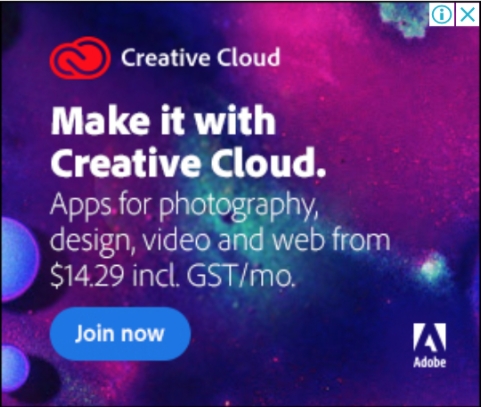 Creative Cloud
Make it with
Creative Cloud.
Apps for photography,
design, video and web from
$14.29 incl. GST/mo.
Join now
Adobe